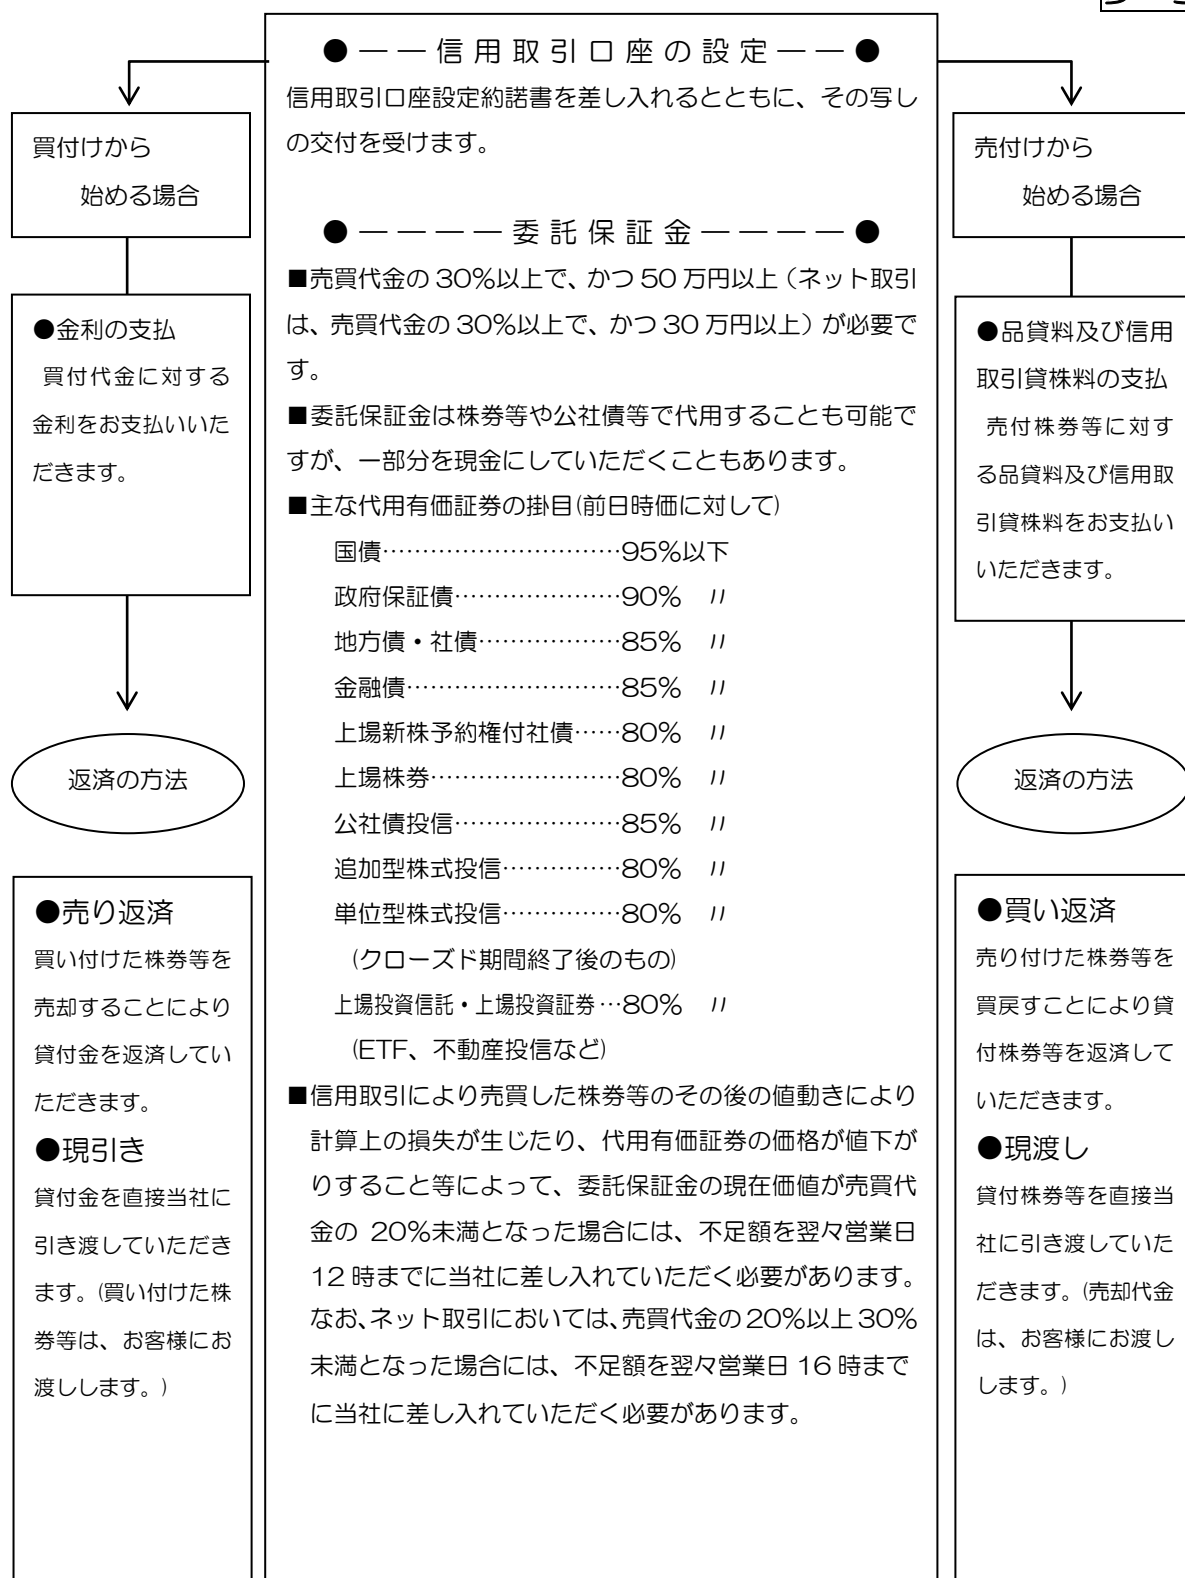 ●――信用取引口座の設定――●
信用取引口座設定約諾書を差し入れるとともに、その写し
の交付を受けます。
●――――委託保証金――――●
■売買代金の 30%以上で、かつ 50 万円以上（ネット取引
は、売買代金の 30%以上で、かつ 30 万円以上）が必要で
す。
■委託保証金は株券等や公社債等で代用することも可能で
すが、一部分を現金にしていただくこともあります。
■主な代用有価証券の掛目(前日時価に対して)
国債…………………………95%以下
政府保証債…………………90% 〃
地方債・社債………………85% 〃
金融債………………………85% 〃
上場新株予約権付社債……80% 〃
上場株券……………………80% 〃
公社債投信…………………85% 〃
追加型株式投信……………80% 〃
単位型株式投信……………80% 〃
(クローズド期間終了後のもの)
上場投資信託・上場投資証券…80% 〃
(ETF、不動産投信など)
■信用取引により売買した株券等のその後の値動きにより
計算上の損失が生じたり、代用有価証券の価格が値下が
りすること等によって、委託保証金の現在価値が売買代
金の 20%未満となった場合には、不足額を翌々営業日
12 時までに当社に差し入れていただく必要があります。
なお、ネット取引においては、売買代金の 20%以上 30%
未満となった場合には、不足額を翌々営業日 16 時まで
に当社に差し入れていただく必要があります。
買付けから
始める場合
●金利の支払
買付代金に対する
金利をお支払いいた
だきます。
返済の方法
●売り返済
買い付けた株券等を
売却することにより
貸付金を返済してい
ただきます。
●現引き
貸付金を直接当社に
引き渡していただき
ます。(買い付けた株
券等は、お客様にお
渡しします。)
売付けから
始める場合
●品貸料及び信用
取引貸株料の支払
売付株券等に対す
る品貸料及び信用取
引貸株料をお支払い
いただきます。
返済の方法
●買い返済
売り付けた株券等を
買戻すことにより貸
付株券等を返済して
いただきます。
●現渡し
貸付株券等を直接当
社に引き渡していた
だきます。(売却代金
は、お客様にお渡し
します。)